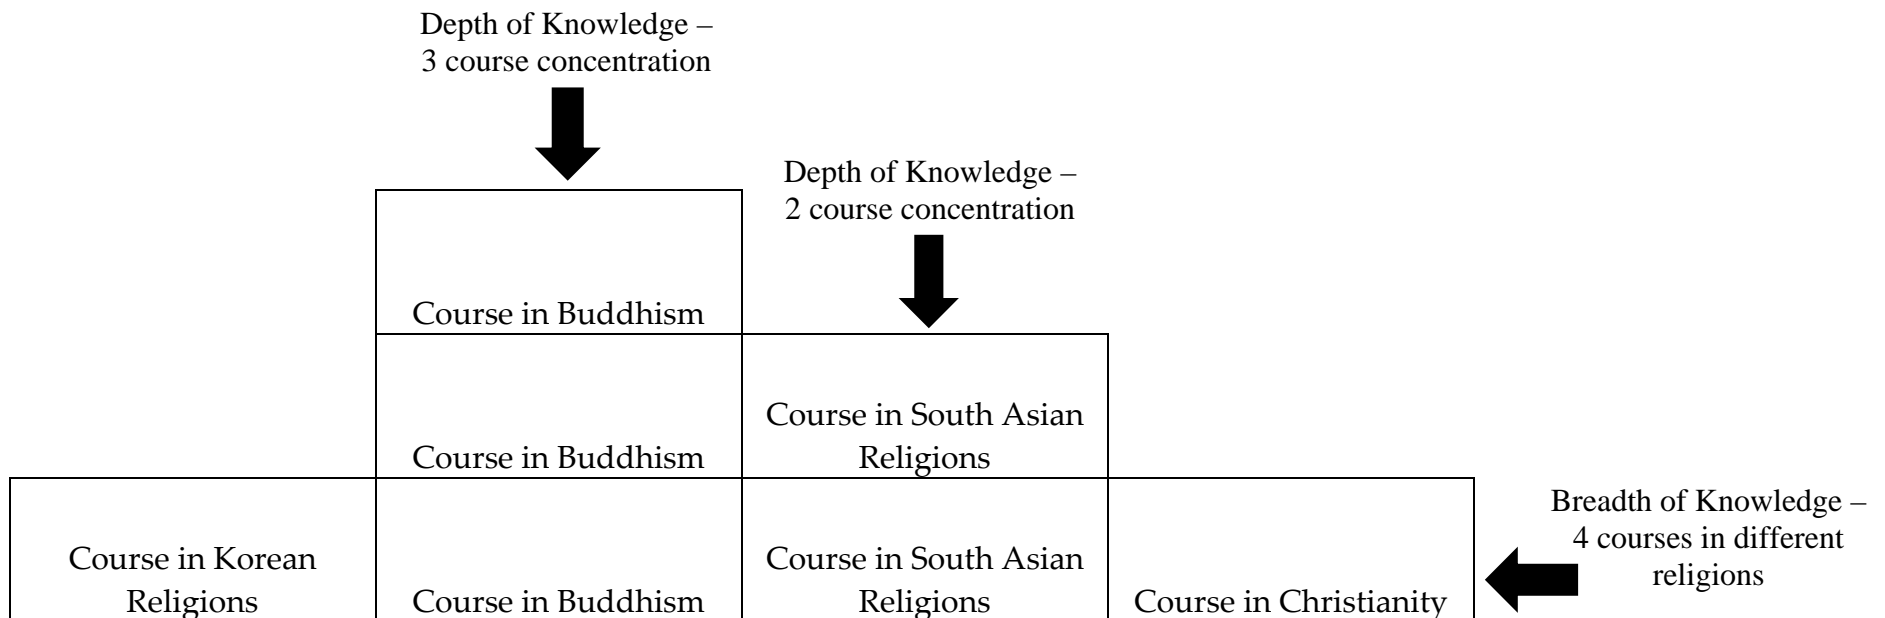 Depth of Knowledge –
3 course concentration
Depth of Knowledge –
2 course concentration
Course in Buddhism
Course in Buddhism
Course in South Asian
Religions
Course in Korean
Religions
Course in Buddhism
Course in South Asian
Religions
Course in Christianity
Breadth of Knowledge –
4 courses in different
religions